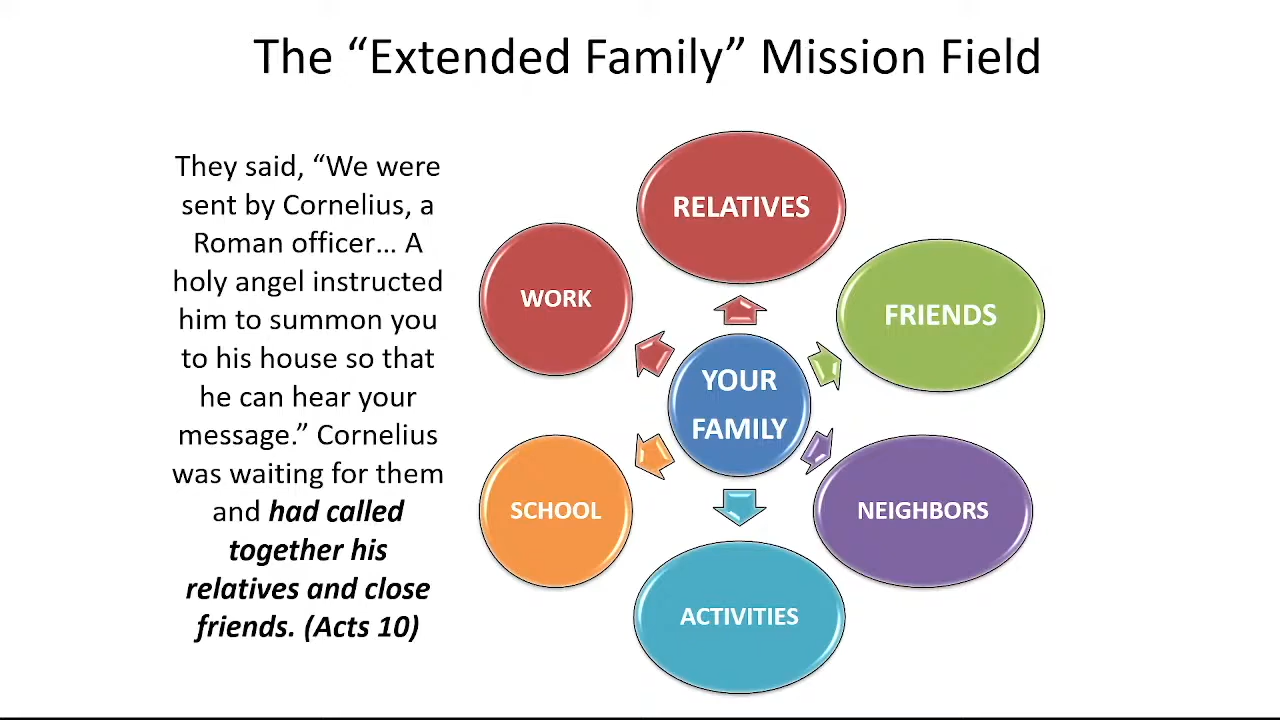 The “Extended Family” Mission Field
They said, “We were
sent by Cornelius, a
Roman officer... A
holy angel instructed
him to summon you
to his house so that
he can hear your
message.” Cornelius
was waiting for them
and had called
together his
relatives and close
friends. (Acts 10)
RELATIVES
FRIENDS
NEIGHBORS
ACTIVITIES
SCHOOL
WORK
YOUR
FAMILY